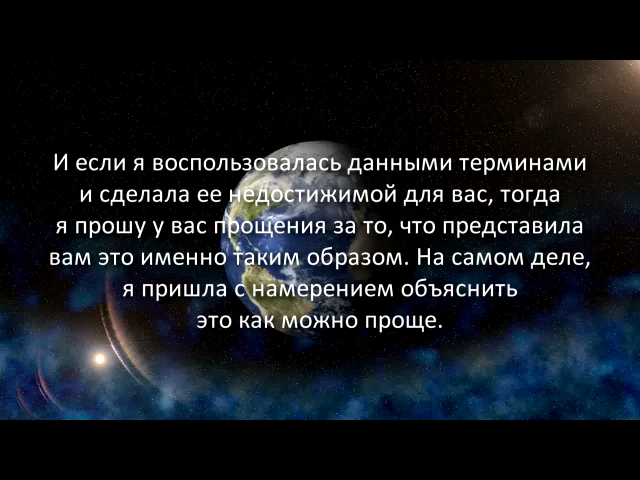 И если я воспользовалась данными терминами
и сделала ее недостижимой для вас, тогда
я прошу у вас прощения за то, что представила
вам это именно таким образом. На самом деле,
я пришла с намерением объяснить
это как можно проще.